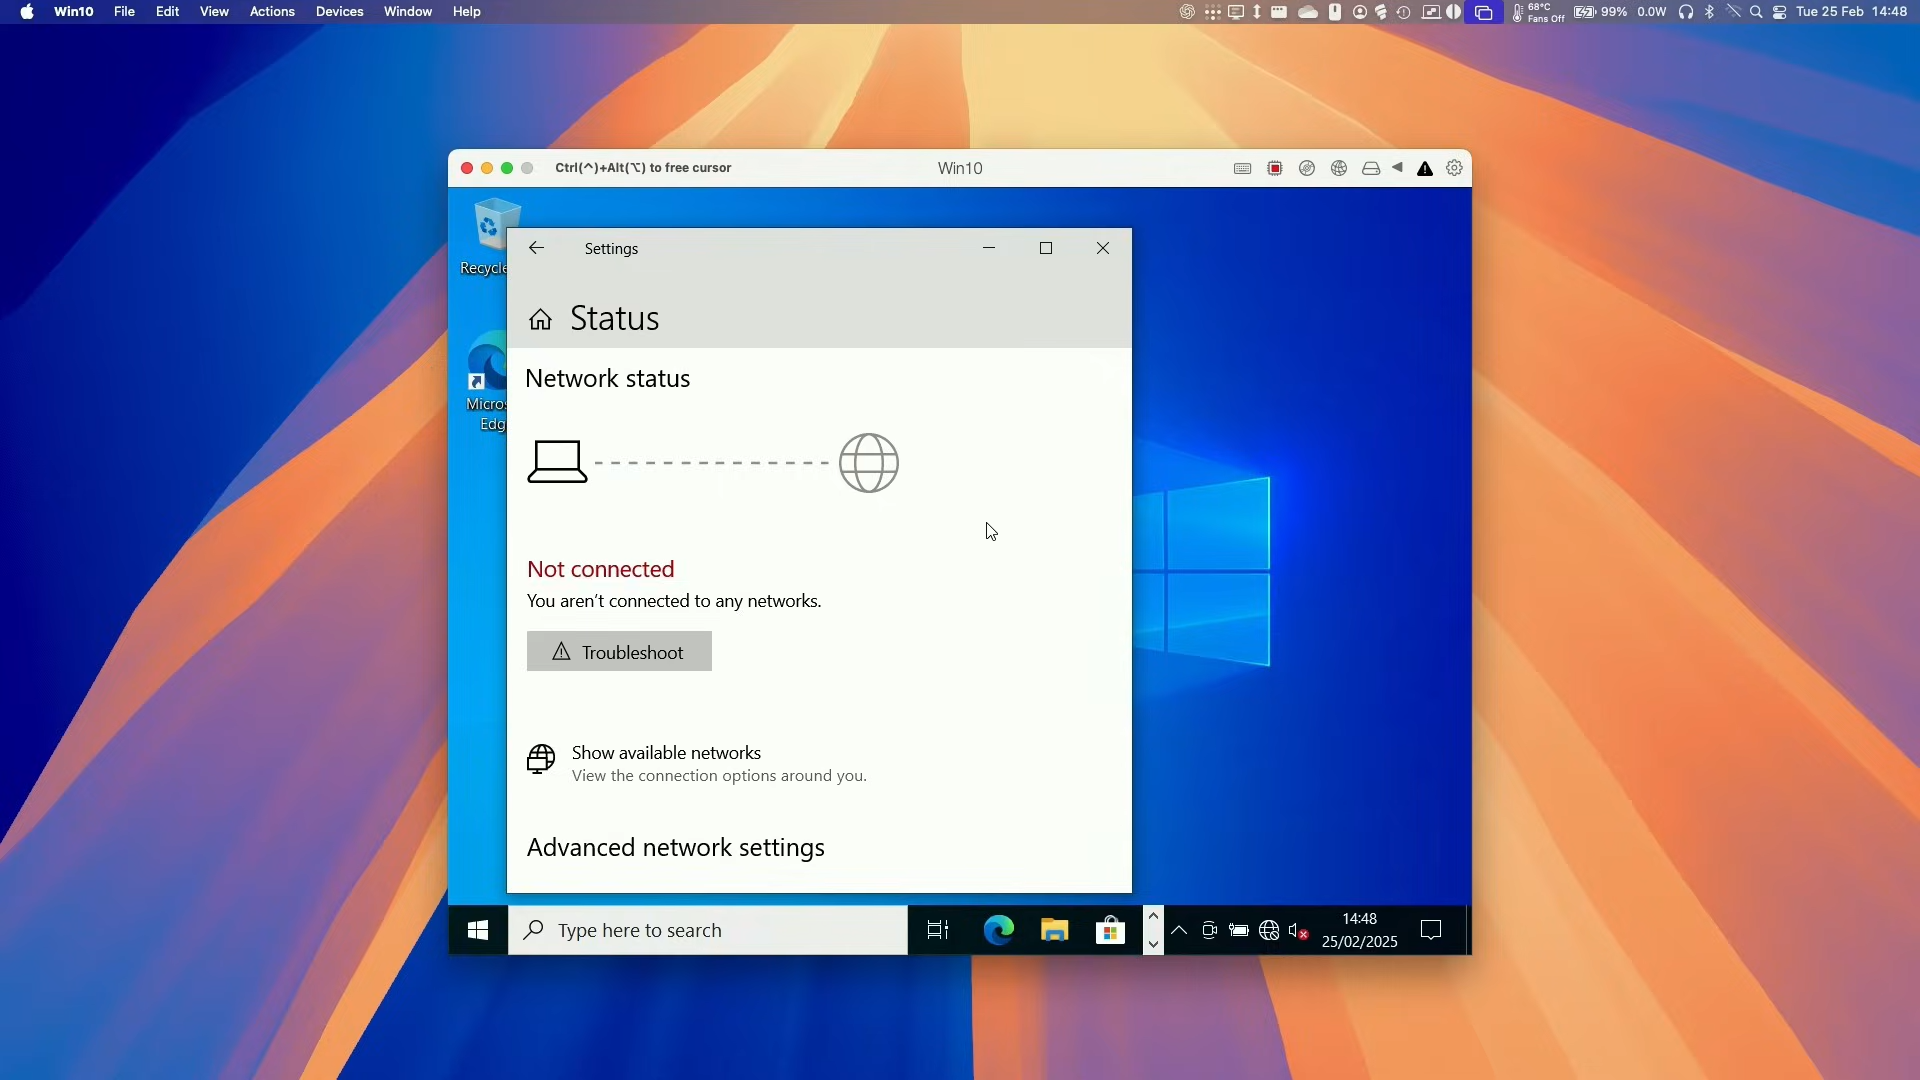 Win10 File Edit View Actions Devices Window Help
68°C
Fans Off
99% 0.0W Tue 25 Feb 14:48
Ctrl(^)+Alt(⌥) to free cursor Win10
Recycle
Micros
Edg
Settings
Status
Network status
Not connected
You aren't connected to any networks.
Troubleshoot
Show available networks
View the connection options around you.
Advanced network settings
Type here to search
14:48
25/02/2025